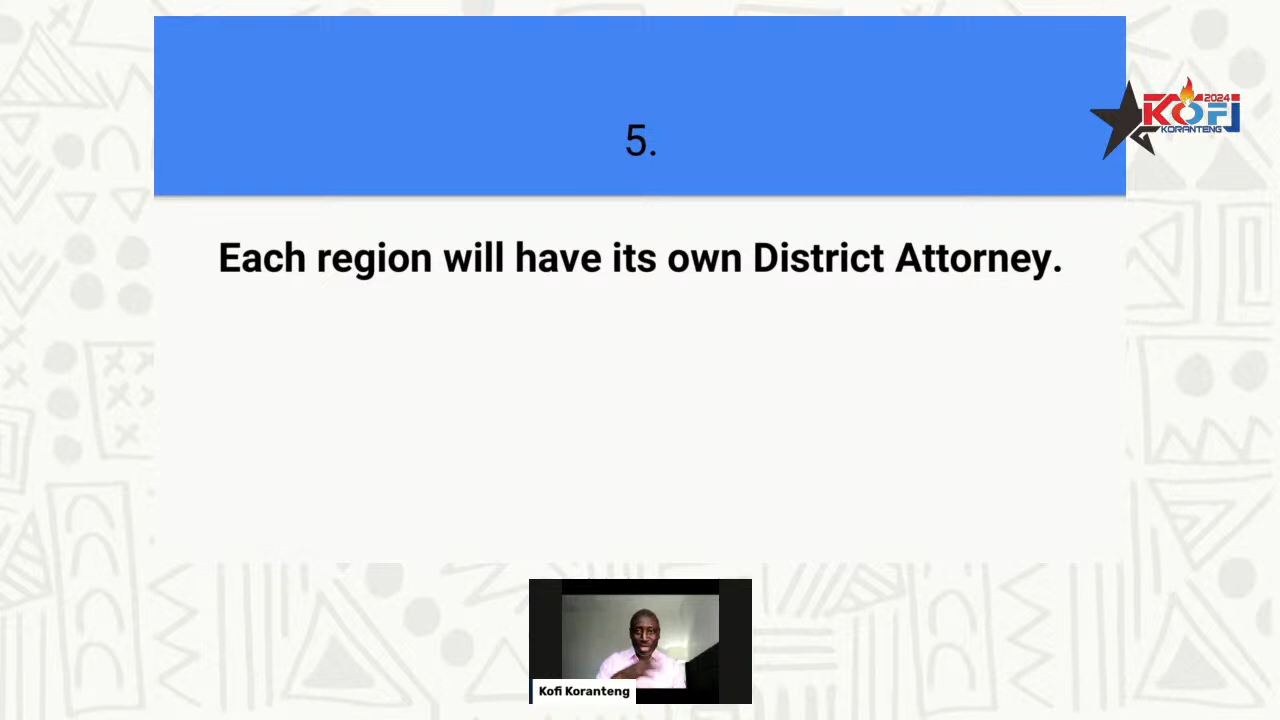 5.
2024
KOFI
KORANTENG
Each region will have its own District Attorney.
Kofi Koranteng